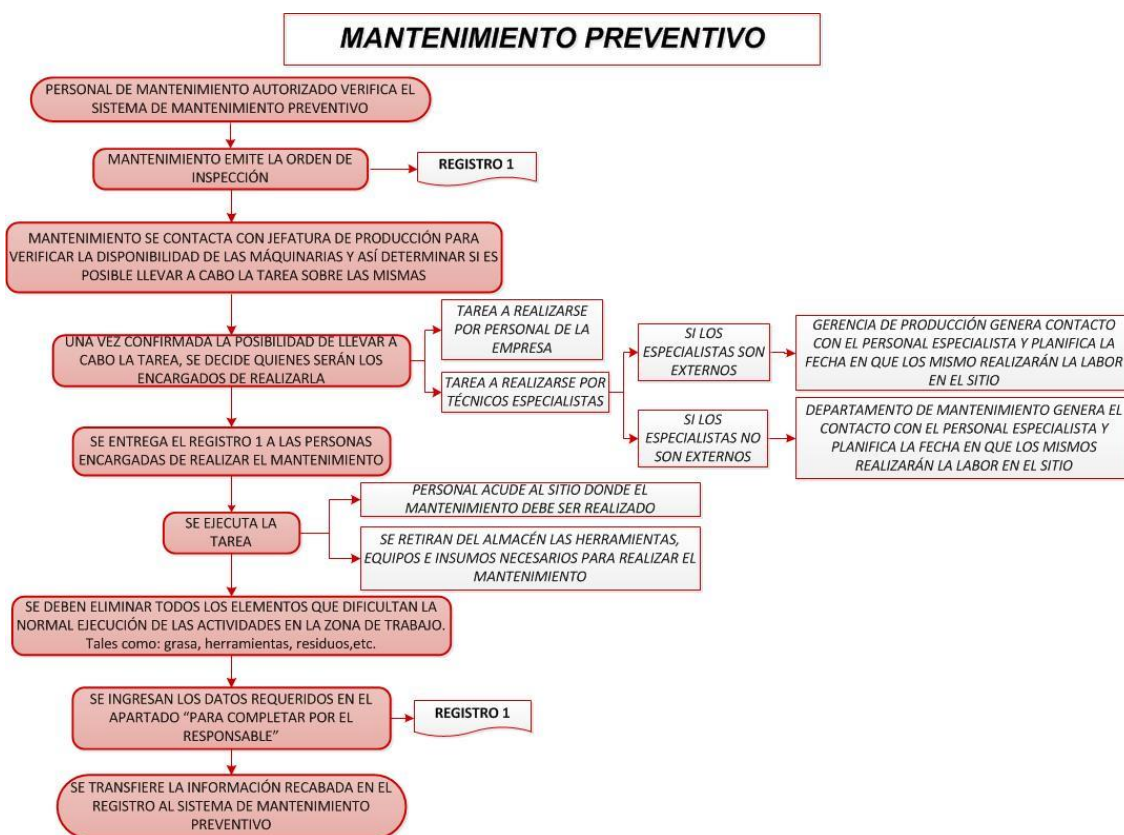 MANTENIMIENTO PREVENTIVO
PERSONAL DE MANTENIMIENTO AUTORIZADO VERIFICA EL
SISTEMA DE MANTENIMIENTO PREVENTIVO
MANTENIMIENTO EMITE LA ORDEN DE
INSPECCIÓN
REGISTRO 1
MANTENIMIENTO SE CONTACTA CON JEFATURA DE PRODUCCIÓN PARA
VERIFICAR LA DISPONIBILIDAD DE LAS MÁQUINARIAS Y ASÍ DETERMINAR SI ES
POSIBLE LLEVAR A CABO LA TAREA SOBRE LAS MISMAS
UNA VEZ CONFIRMADA LA POSIBILIDAD DE LLEVAR A
CABO LA TAREA, SE DECIDE QUIENES SERÁN LOS
ENCARGADOS DE REALIZARLA
TAREA A REALIZARSE
POR PERSONAL DE LA
EMPRESA
TAREA A REALIZARSE POR
TÉCNICOS ESPECIALISTAS
SI LOS
ESPECIALISTAS SON
EXTERNOS
GERENCIA DE PRODUCCIÓN GENERA CONTACTO
CON EL PERSONAL ESPECIALISTA Y PLANIFICA LA
FECHA EN QUE LOS MISMO REALIZARÁN LA LABOR
EN EL SITIO
SI LOS
ESPECIALISTAS NO
SON EXTERNOS
DEPARTAMENTO DE MANTENIMIENTO GENERA EL
CONTACTO CON EL PERSONAL ESPECIALISTA Y
PLANIFICA LA FECHA EN QUE LOS MISMOS
REALIZARÁN LA LABOR EN EL SITIO
SE ENTREGA EL REGISTRO 1 A LAS PERSONAS
ENCARGADAS DE REALIZAR EL MANTENIMIENTO
SE EJECUTA LA
TAREA
PERSONAL ACUDE AL SITIO DONDE EL
MANTENIMIENTO DEBE SER REALIZADO
SE RETIRAN DEL ALMACÉN LAS HERRAMIENTAS,
EQUIPOS E INSUMOS NECESARIOS PARA REALIZAR EL
MANTENIMIENTO
SE DEBEN ELIMINAR TODOS LOS ELEMENTOS QUE DIFICULTAN LA
NORMAL EJECUCIÓN DE LAS ACTIVIDADES EN LA ZONA DE TRABAJO.
Tales como: grasa, herramientas, residuos,etc.
SE INGRESAN LOS DATOS REQUERIDOS EN EL
APARTADO “PARA COMPLETAR POR EL
RESPONSABLE”
REGISTRO 1
SE TRANSFIERE LA INFORMACIÓN RECABADA EN EL
REGISTRO AL SISTEMA DE MANTENIMIENTO
PREVENTIVO